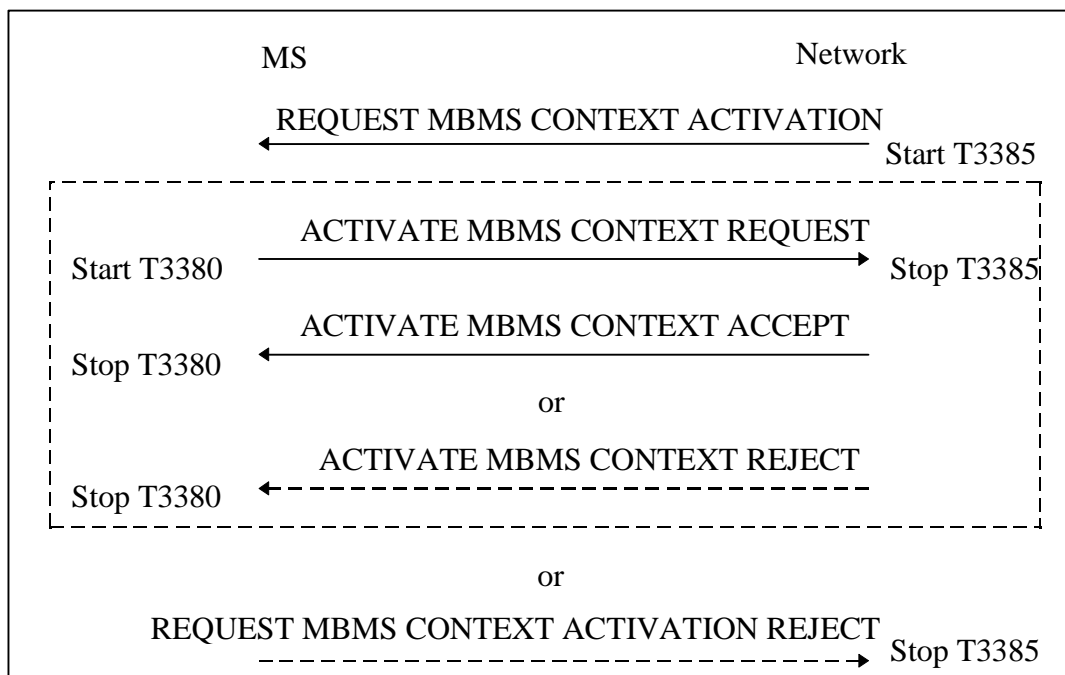 MS
Network
REQUEST MBMS CONTEXT ACTIVATION
Start T3385
ACTIVATE MBMS CONTEXT REQUEST
Start T3380
Stop T3385
ACTIVATE MBMS CONTEXT ACCEPT
Stop T3380
or
ACTIVATE MBMS CONTEXT REJECT
Stop T3380
or
REQUEST MBMS CONTEXT ACTIVATION REJECT
Stop T3385